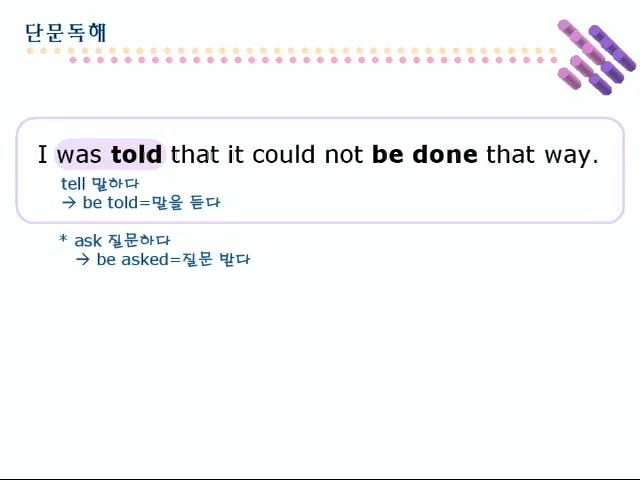 단문독해
I was told that it could not be done that way.
tell 말하다
→ be told=말을 듣다
* ask 질문하다
→ be asked=질문 받다